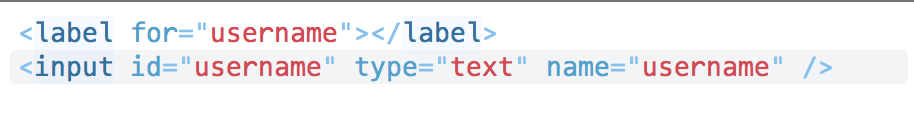 <label for="username"></label>
<input id="username" type="text" name="username" />